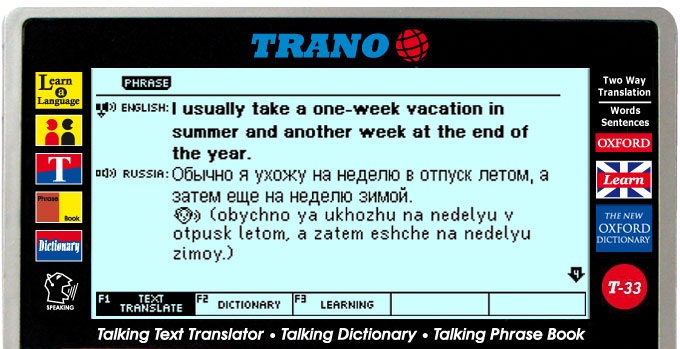 TRANO
Learn
a
Language
T
Phrase
Book
Dictionary
SPEAKING
PHRASE
ENGLISH: I usually take a one-week vacation in
summer and another week at the end of
the year.
RUSSIA: Обычно я ухожу на неделю в отпуск летом, а
затем еще на неделю зимой.
(obychno ya ukhozhu na nedelyu v
otpusk letom, a zatem eshche na nedelyu
zimoy.)
F1 TEXT TRANSLATE F2 DICTIONARY F3 LEARNING
Two Way
Translation
Words
Sentences
OXFORD
Learn
THE NEW
OXFORD
DICTIONARY
T-33
Talking Text Translator • Talking Dictionary • Talking Phrase Book